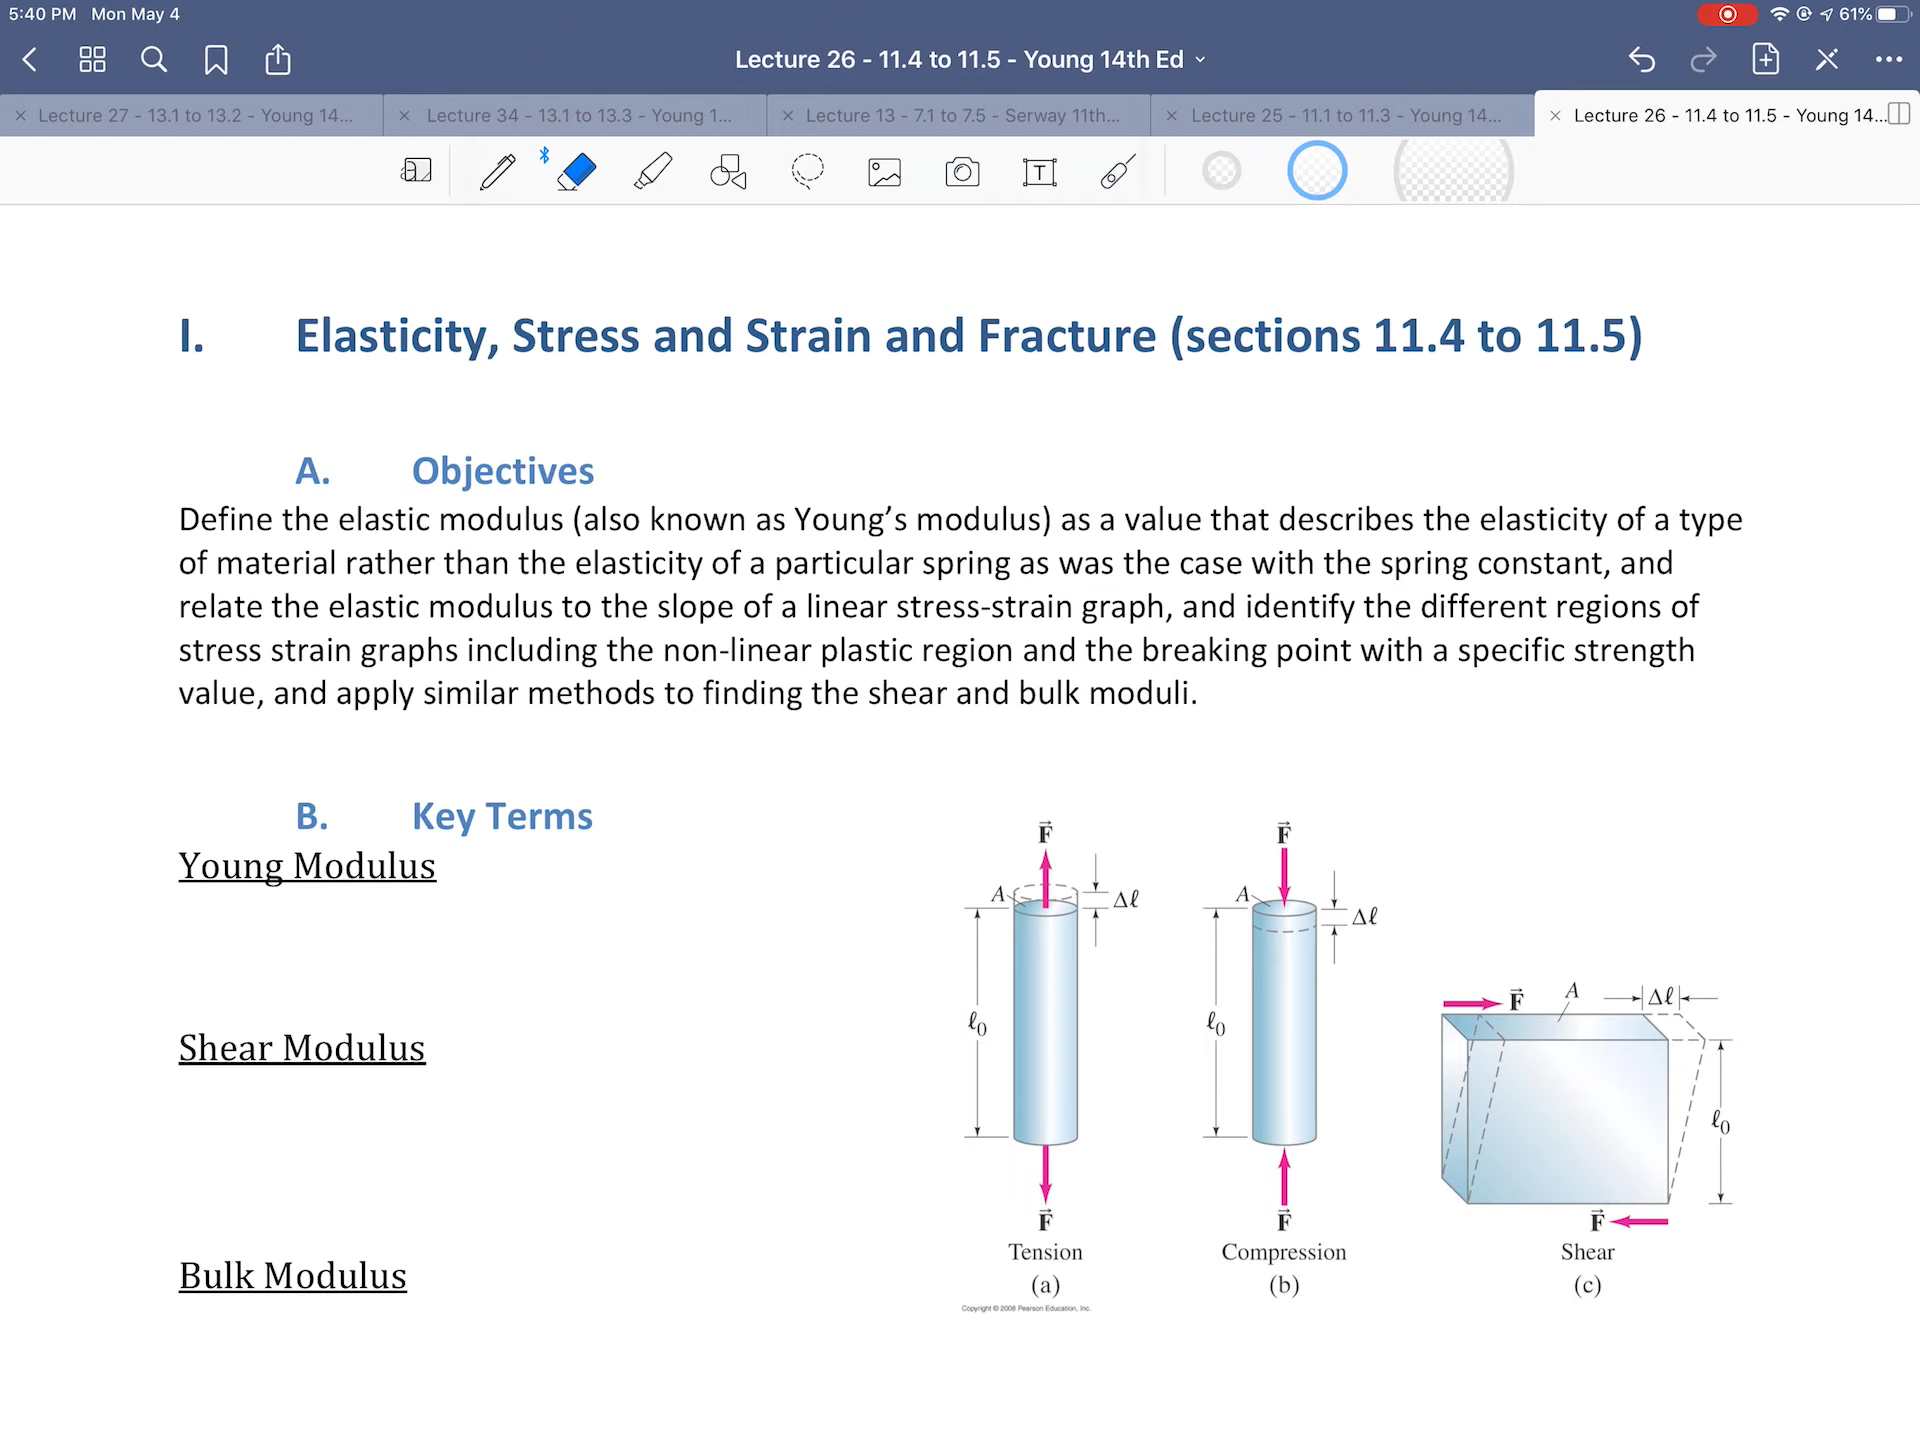 5:40 PM Mon May 4
61%
Lecture 26 - 11.4 to 11.5 - Young 14th Ed
Lecture 27 - 13.1 to 13.2 - Young 14...
Lecture 34 - 13.1 to 13.3 - Young 1...
Lecture 13 - 7.1 to 7.5 - Serway 11th...
Lecture 25 - 11.1 to 11.3 - Young 14...
Lecture 26 - 11.4 to 11.5 - Young 14...
T
I. Elasticity, Stress and Strain and Fracture (sections 11.4 to 11.5)
A. Objectives
Define the elastic modulus (also known as Young’s modulus) as a value that describes the elasticity of a type
of material rather than the elasticity of a particular spring as was the case with the spring constant, and
relate the elastic modulus to the slope of a linear stress-strain graph, and identify the different regions of
stress strain graphs including the non-linear plastic region and the breaking point with a specific strength
value, and apply similar methods to finding the shear and bulk moduli.
B. Key Terms
Young Modulus
Shear Modulus
Bulk Modulus
F⃗
A
Δℓ
ℓ0
F⃗
Tension
(a)
F⃗
A
Δℓ
ℓ0
F⃗
Compression
(b)
F⃗
A
Δℓ
ℓ0
F⃗
Shear
(c)
Copyright © 2008 Pearson Education, Inc.